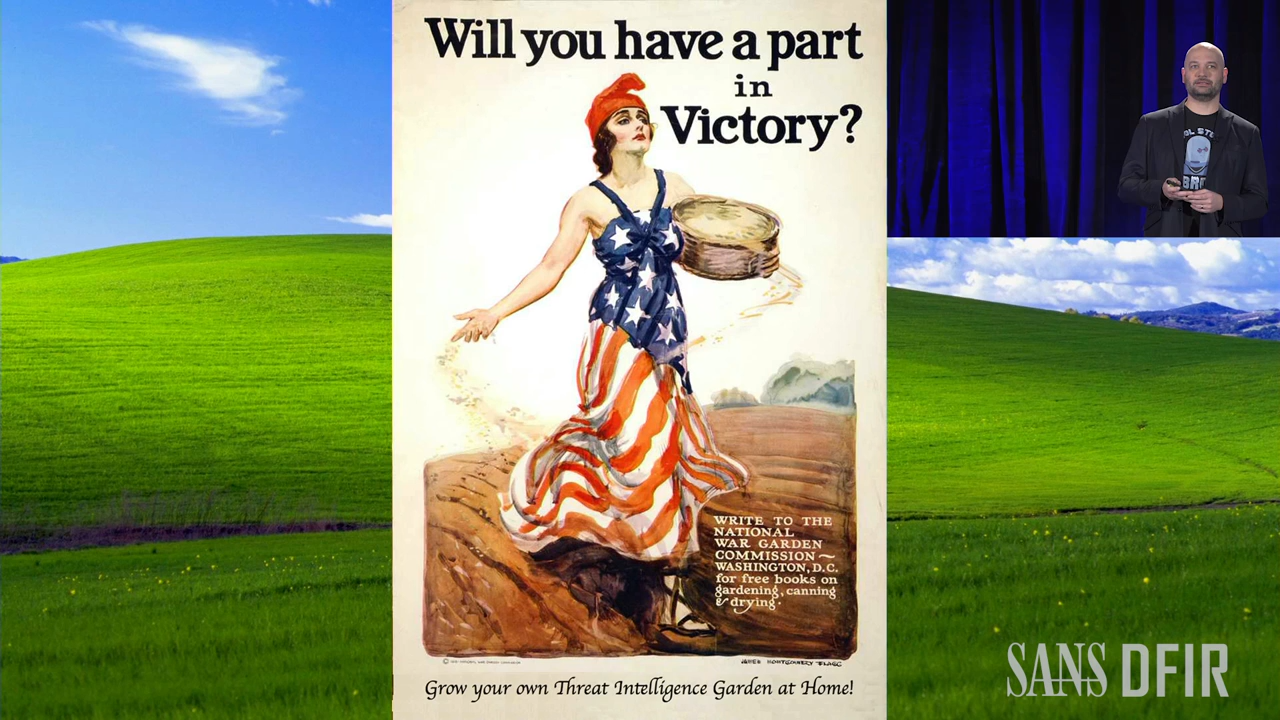 Will you have a part
in
Victory?
WRITE TO THE
NATIONAL
WAR GARDEN
COMMISSION ~
WASHINGTON, D.C.
for free books on
gardening, canning
& drying.
JAMES MONTGOMERY FLAGG
Grow your own Threat Intelligence Garden at Home!
SANS DFIR